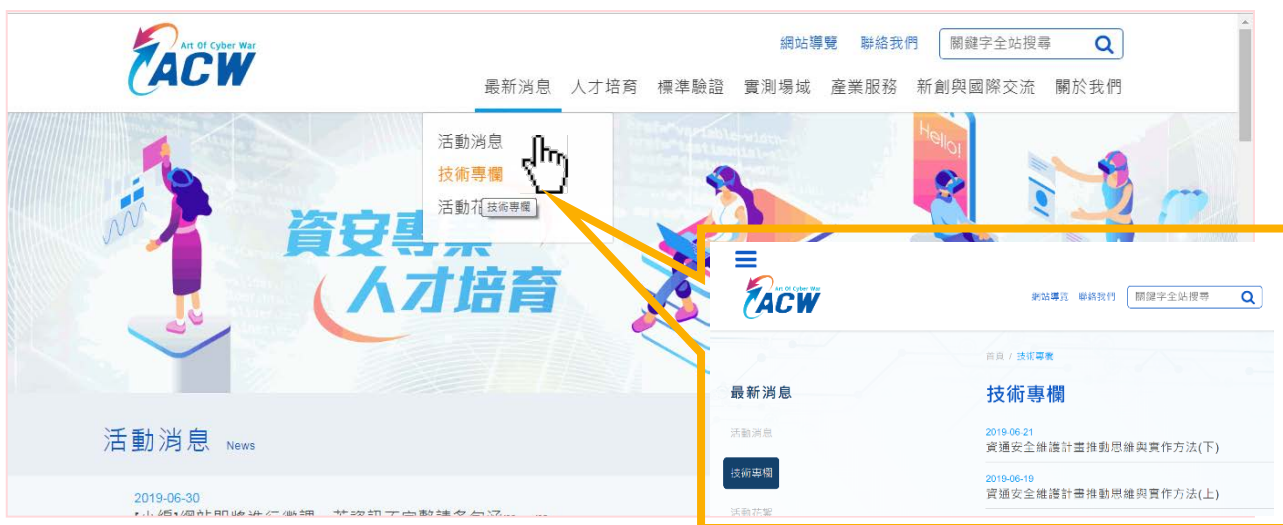 Art Of Cyber War
ACW
網站導覽 聯絡我們 關鍵字全站搜尋
最新消息 人才培育 標準驗證 實測場域 產業服務 新創與國際交流 關於我們
活動消息
技術專欄
活動花
技術專欄
Hello!
資安專業
人才培育
活動消息 News
2019-06-30
Art Of Cyber War
ACW
網站導覽 聯絡我們 關鍵字全站搜尋
首頁 / 技術專欄
最新消息
活動消息
技術專欄
活動花絮
技術專欄
2019-06-21
資通安全維護計畫推動思維與實作方法(下)
2019-06-19
資通安全維護計畫推動思維與實作方法(上)